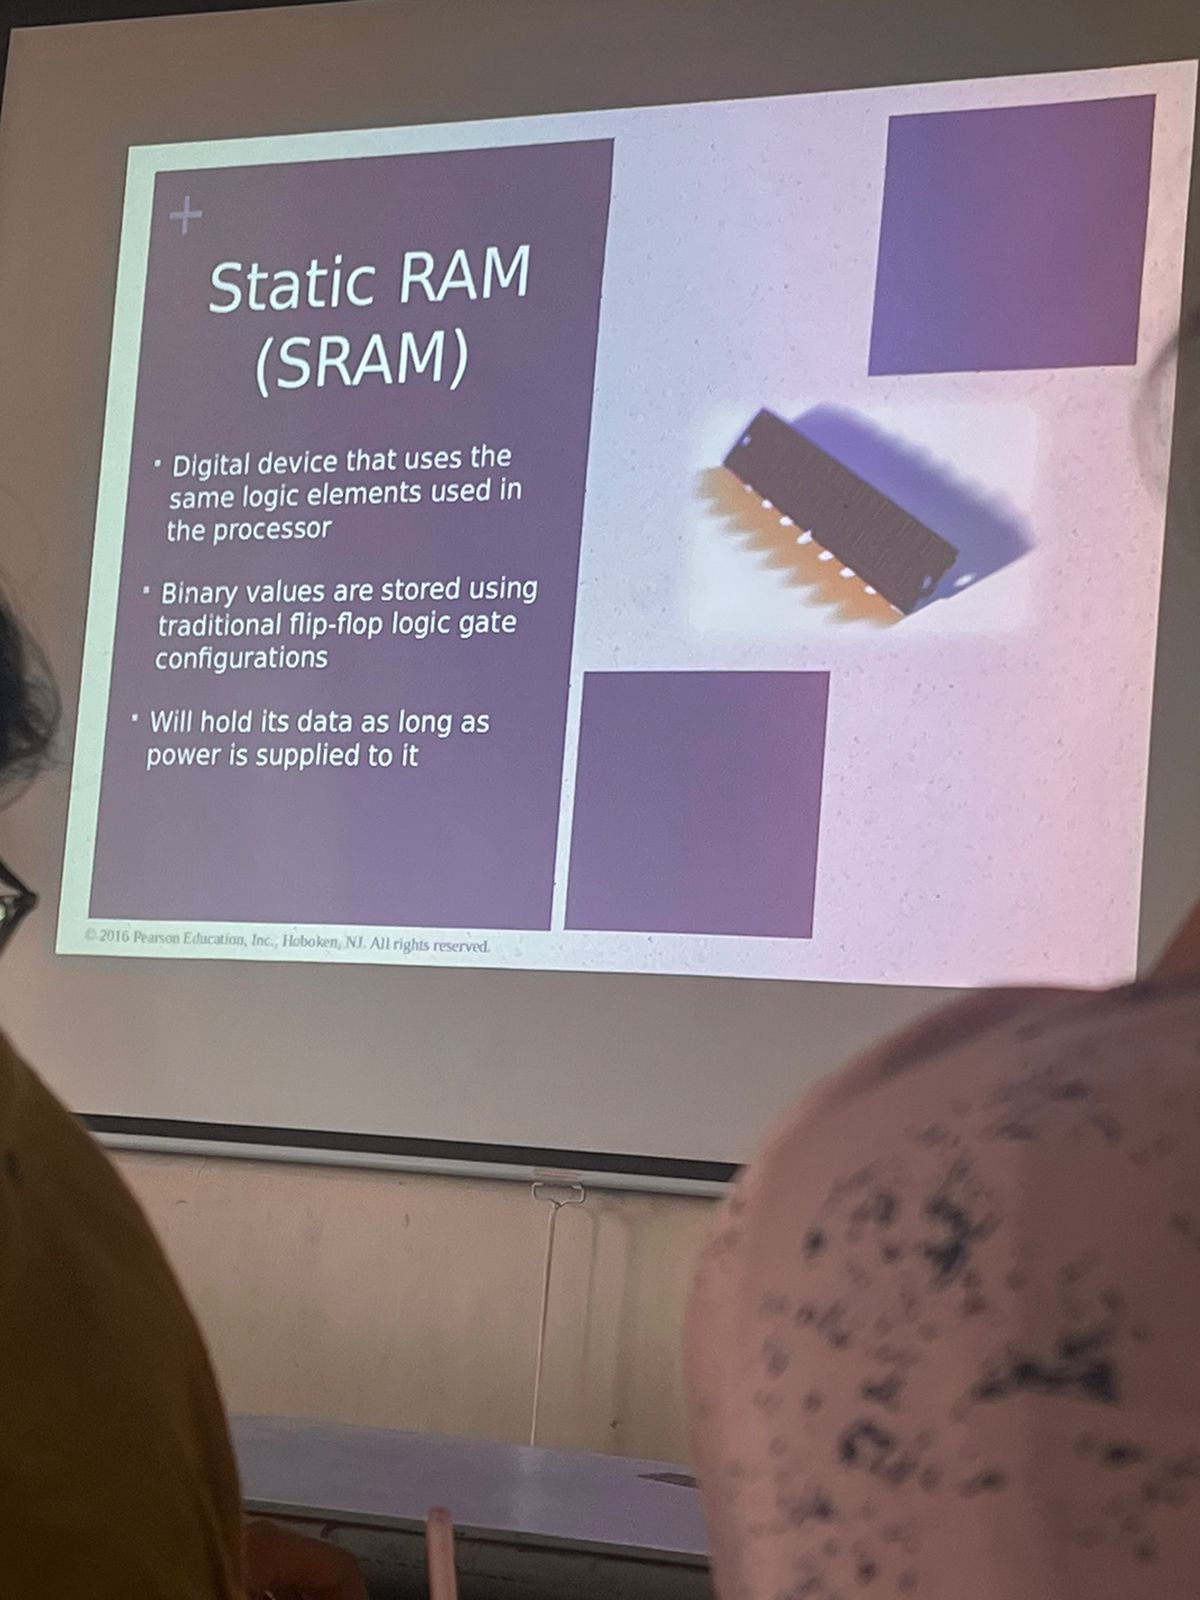 +
Static RAM
(SRAM)
▪ Digital device that uses the
same logic elements used in
the processor
▪ Binary values are stored using
traditional flip-flop logic gate
configurations
▪ Will hold its data as long as
power is supplied to it
© 2016 Pearson Education, Inc., Hoboken, NJ. All rights reserved.